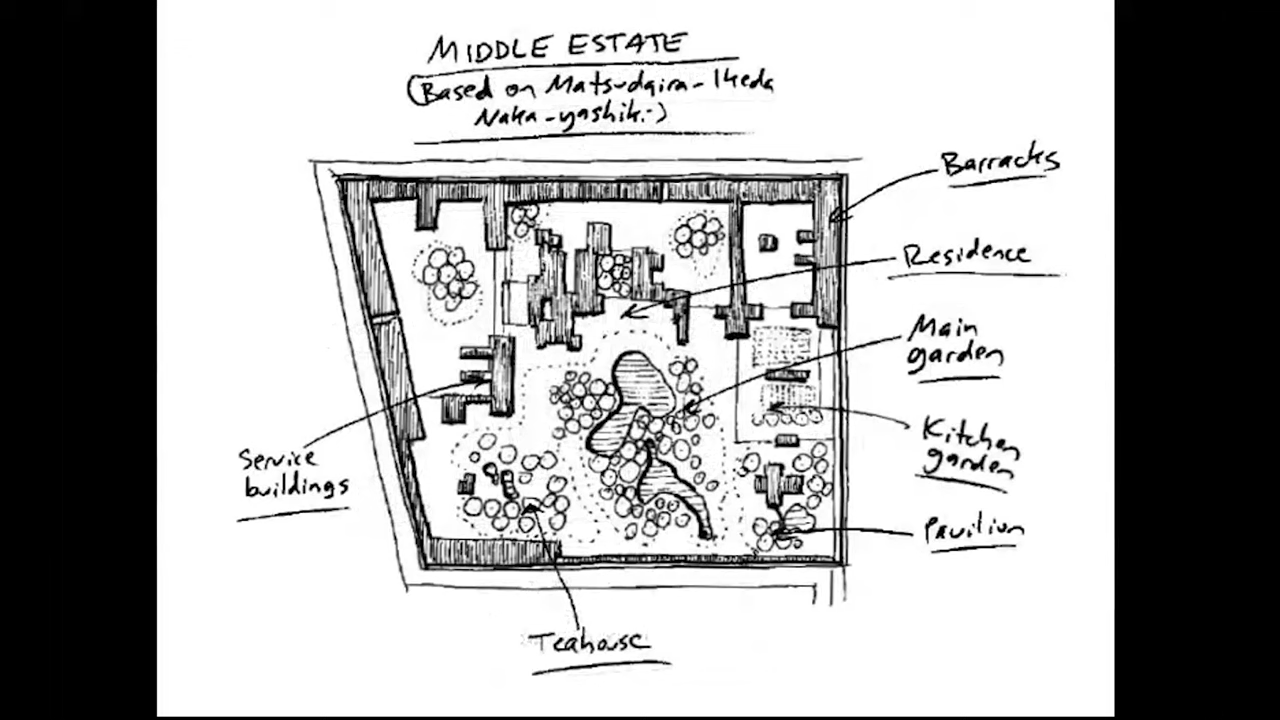 MIDDLE ESTATE
(Based on Matsudaira-Ikeda
Naka-yashiki)
Barracks
Residence
Main
garden
Kitchen
garden
Pavilion
Service
buildings
Teahouse